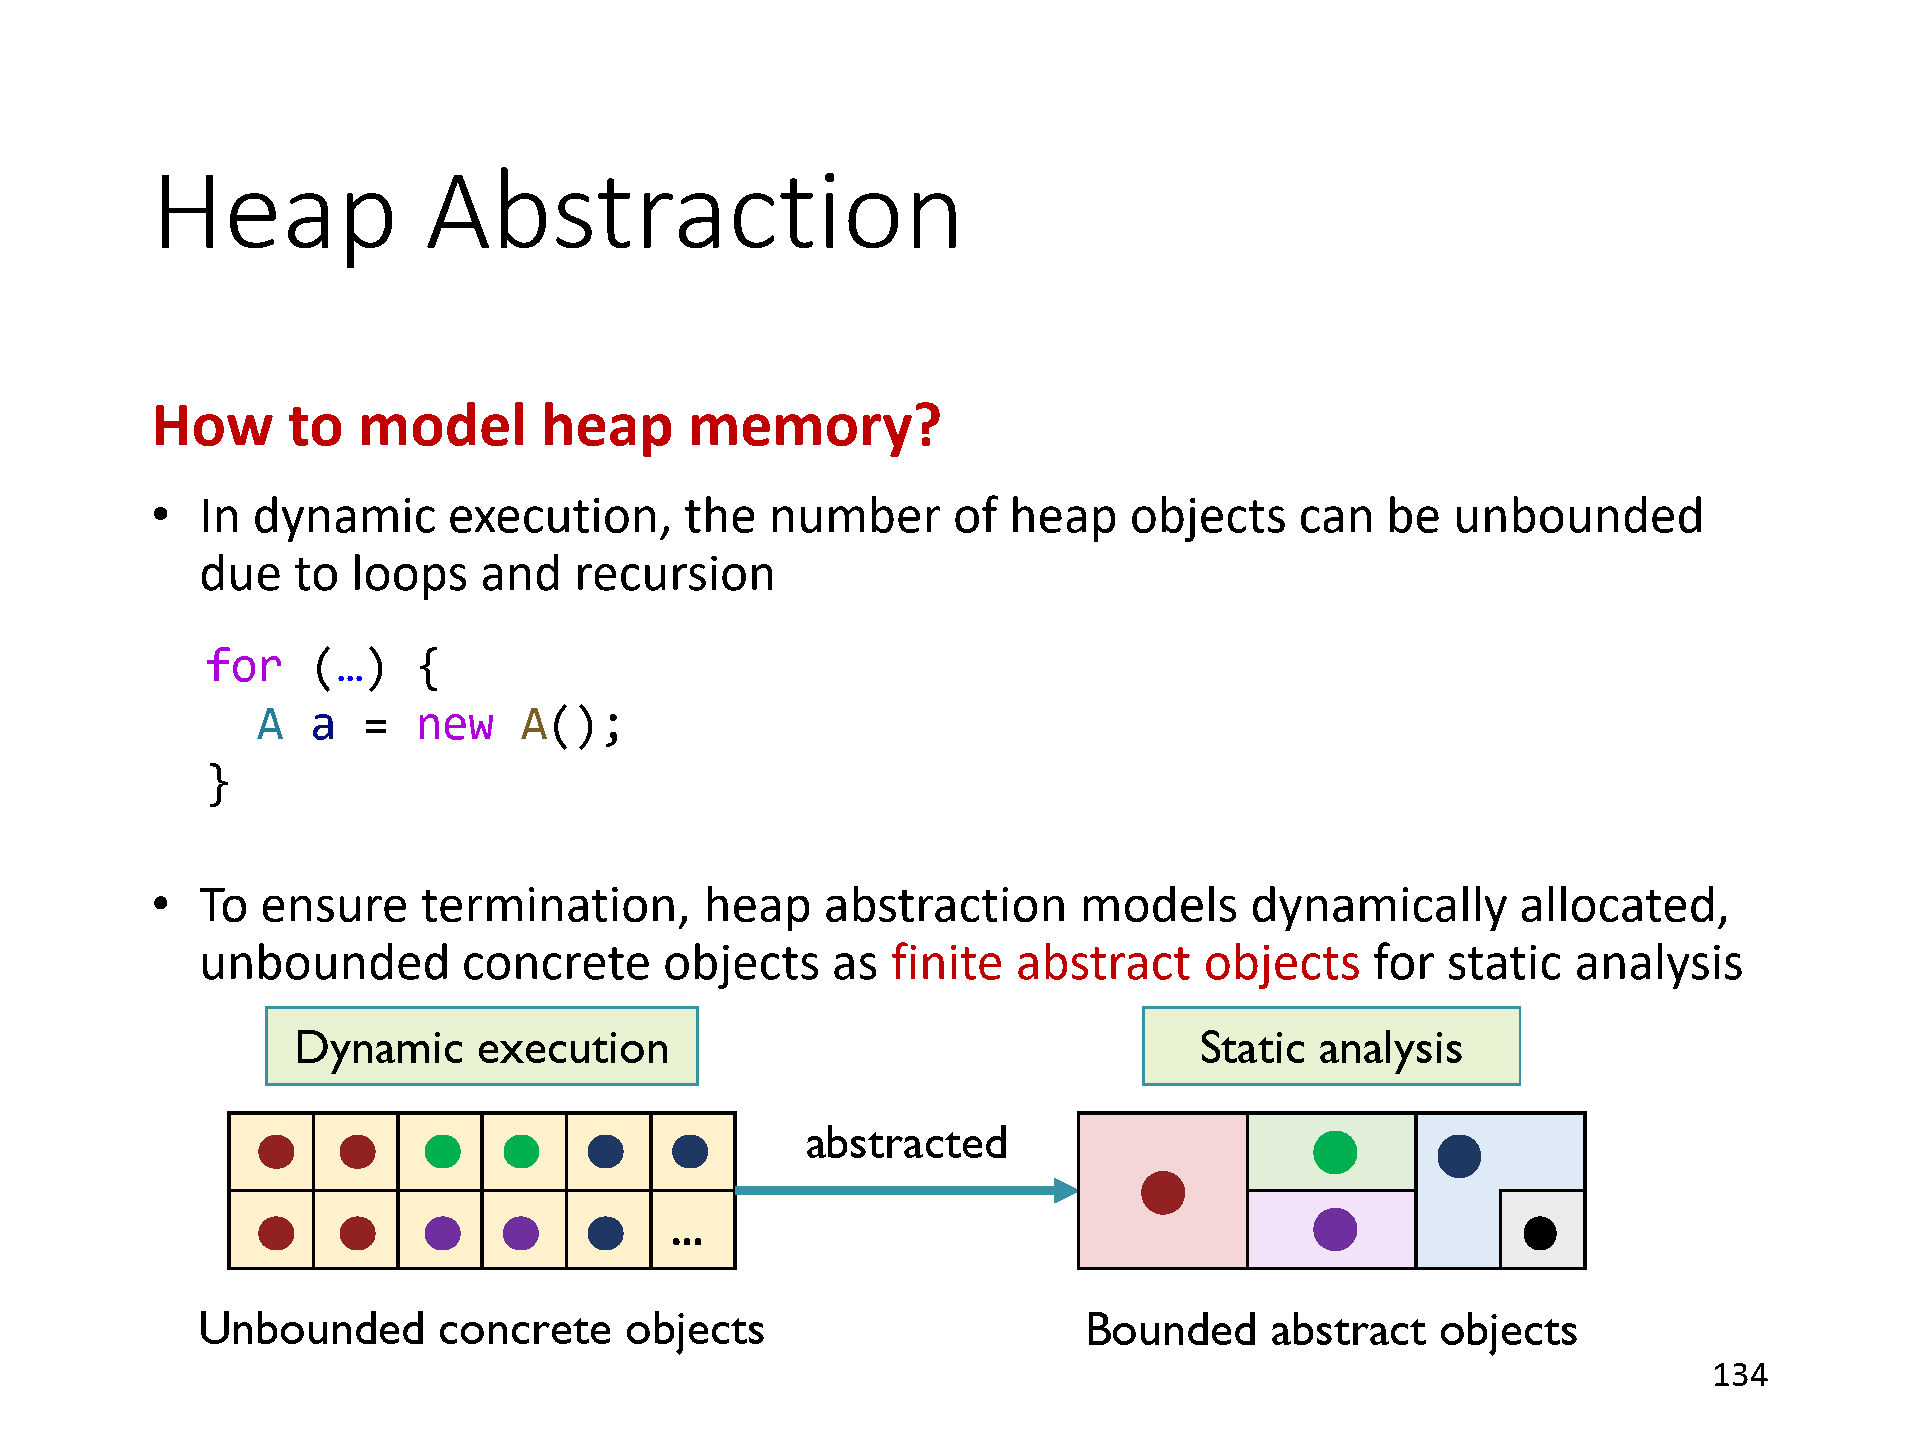 Heap Abstraction
How to model heap memory?
• In dynamic execution, the number of heap objects can be unbounded
due to loops and recursion
for (…) {
  A a = new A();
}
• To ensure termination, heap abstraction models dynamically allocated,
unbounded concrete objects as finite abstract objects for static analysis
Dynamic execution
Static analysis
abstracted
...
Unbounded concrete objects
Bounded abstract objects
134